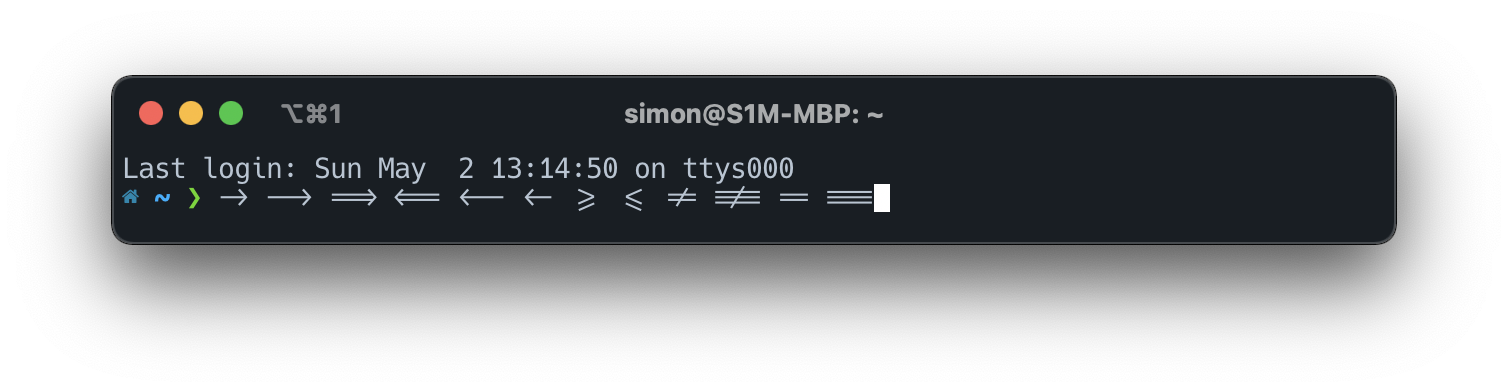 ⌥⌘1
simon@S1M-MBP: ~
Last login: Sun May  2 13:14:50 on ttys000
~ ❯ → ⟶ ⟹ ⟸ ⟵ ← ⩾ ⩽ ≠ ≢ = ≡